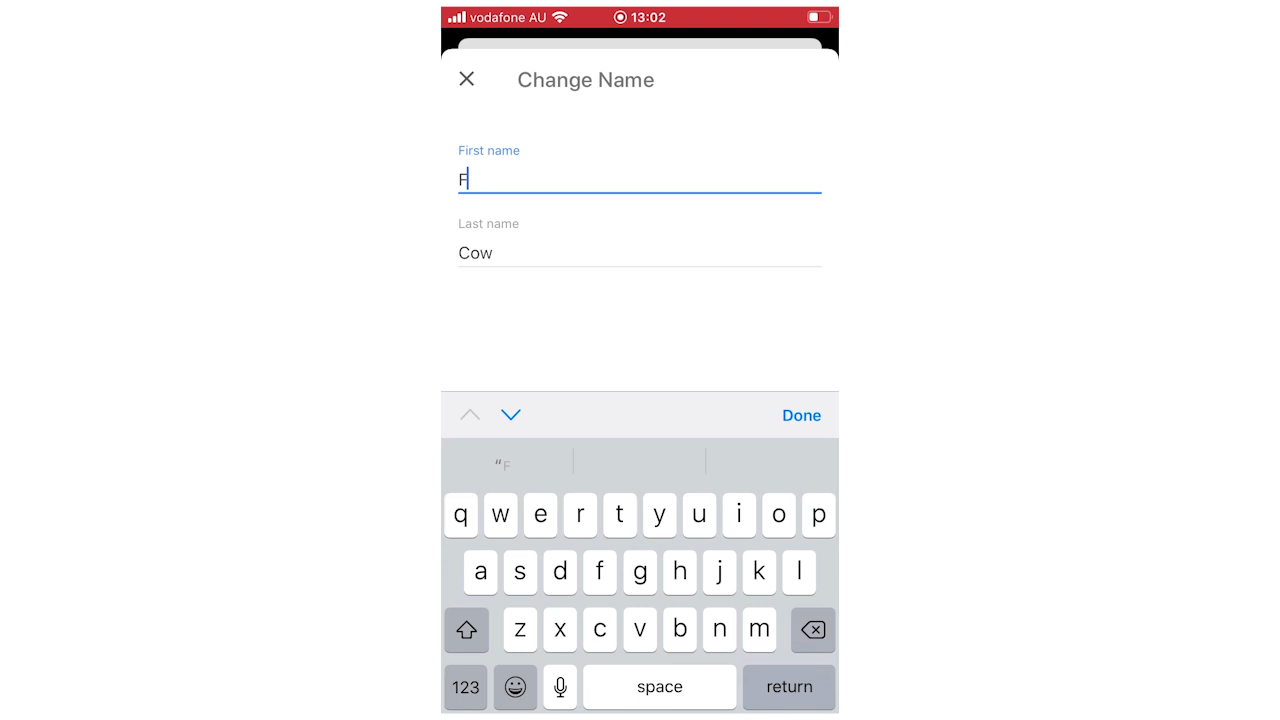 vodafone AU 13:02
Change Name
First name
F
Last name
Cow
Done
“F
q w e r t y u i o p
a s d f g h j k l
z x c v b n m
123 space return